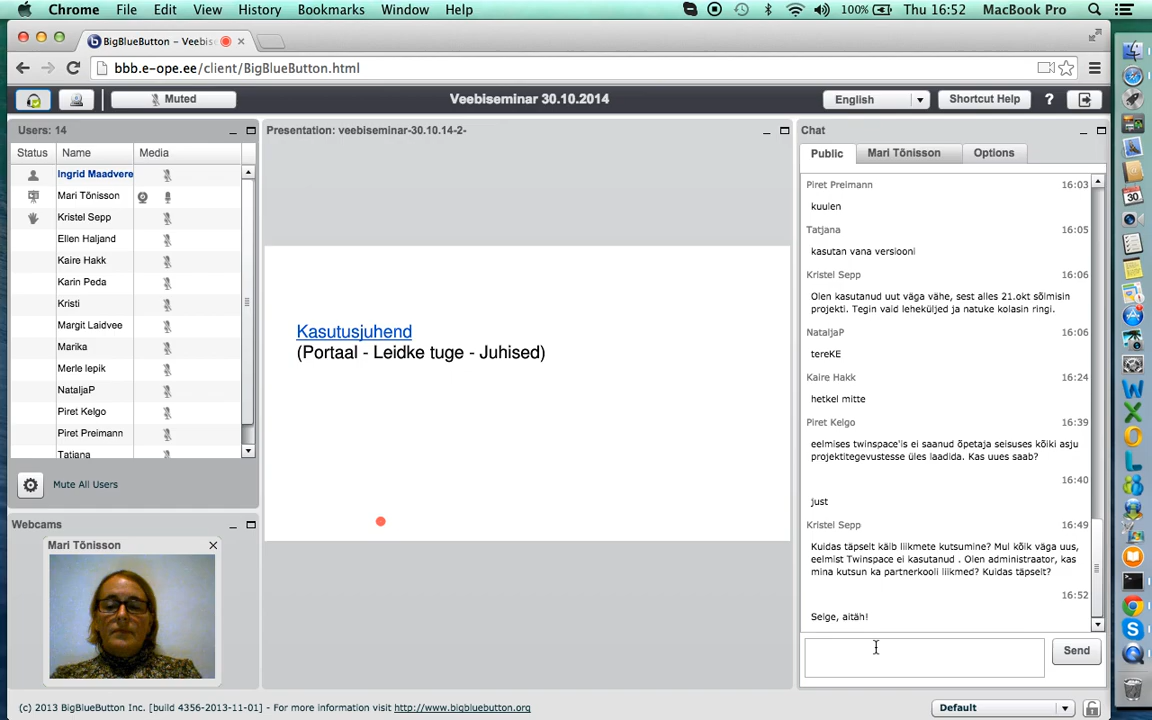 Chrome File Edit View History Bookmarks Window Help 100% Thu 16:52 MacBook Pro
BigBlueButton – Veebis
bbb.e-ope.ee/client/BigBlueButton.html
Muted Veebiseminar 30.10.2014 English Shortcut Help ?
Users: 14
Status Name Media
Ingrid Maadvere
Mari Tõnisson
Kristel Sepp
Ellen Haljand
Kaire Hakk
Karin Peda
Kristi
Margit Laidvee
Marika
Merle lepik
NataljaP
Piret Kelgo
Piret Preimann
Tatjana
Mute All Users
Webcams
Mari Tõnisson
Presentation: veebiseminar-30.10.14-2-
Kasutusjuhend
(Portaal - Leidke tuge - Juhised)
Chat
Public Mari Tõnisson Options
Piret Preimann 16:03
kuulen
Tatjana 16:05
kasutan vana versiooni
Kristel Sepp 16:06
Olen kasutanud uut väga vähe, sest alles 21.okt sõlmisin
projekti. Tegin vaid leheküljed ja natuke kolasin ringi.
NataljaP 16:06
tereKE
Kaire Hakk 16:24
hetkel mitte
Piret Kelgo 16:39
eelmises twinspace'is ei saanud õpetaja seisuses kõiki asju
projektitegevustesse üles laadida. Kas uues saab?
16:40
just
Kristel Sepp 16:49
Kuidas täpselt käib liikmete kutsumine? Mul kõik väga uus,
eelmist Twinspace ei kasutanud . Olen administraator, kas
mina kutsun ka partnerkooli liikmed? Kuidas täpselt?
16:52
Selge, aitäh!
Send
(c) 2013 BigBlueButton Inc. [build 4356-2013-11-01] - For more information visit http://www.bigbluebutton.org
Default
30